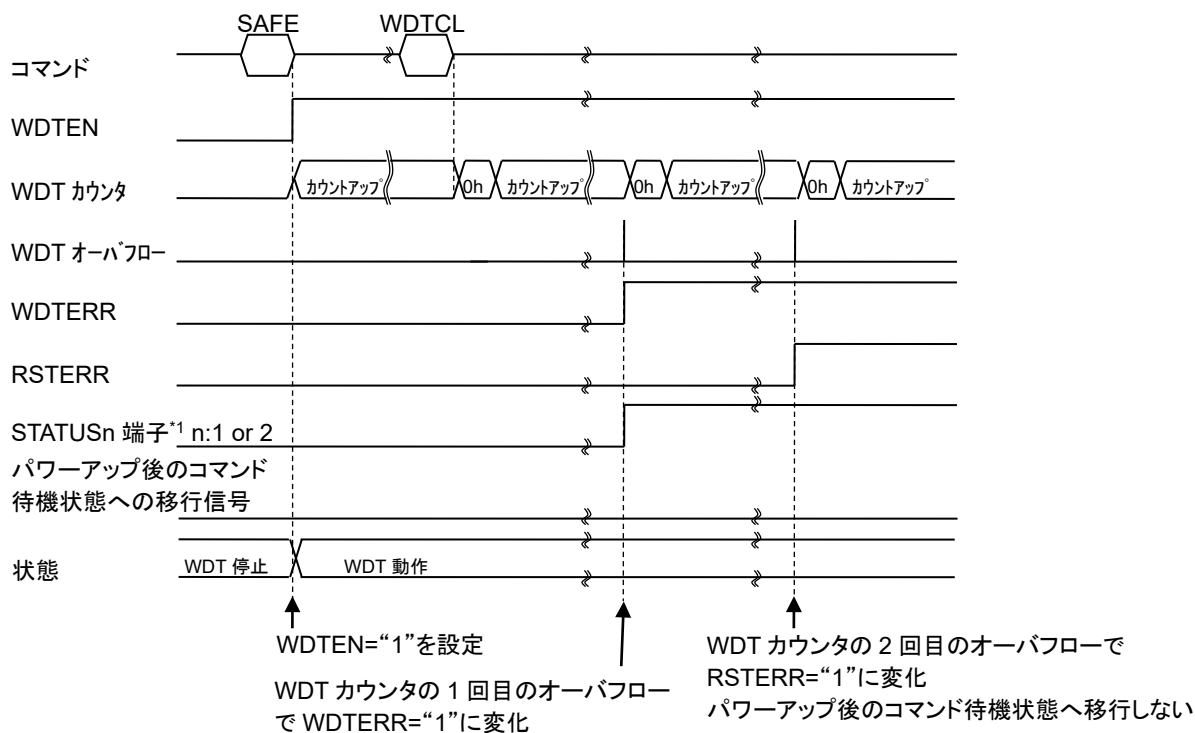 SAFE WDTCL
コマンド
WDTEN
WDT カウンタ カウントアップ 0h カウントアップ 0h カウントアップ 0h カウントアップ
WDT オーバフロー
WDTERR
RSTERR
STATUSn 端子*1 n:1 or 2
パワーアップ後のコマンド
待機状態への移行信号
状態 WDT 停止 WDT 動作
WDTEN=“1”を設定
WDT カウンタの 1 回目のオーバフロー
で WDTERR=“1”に変化
WDT カウンタの 2 回目のオーバフローで
RSTERR=“1”に変化
パワーアップ後のコマンド待機状態へ移行しない